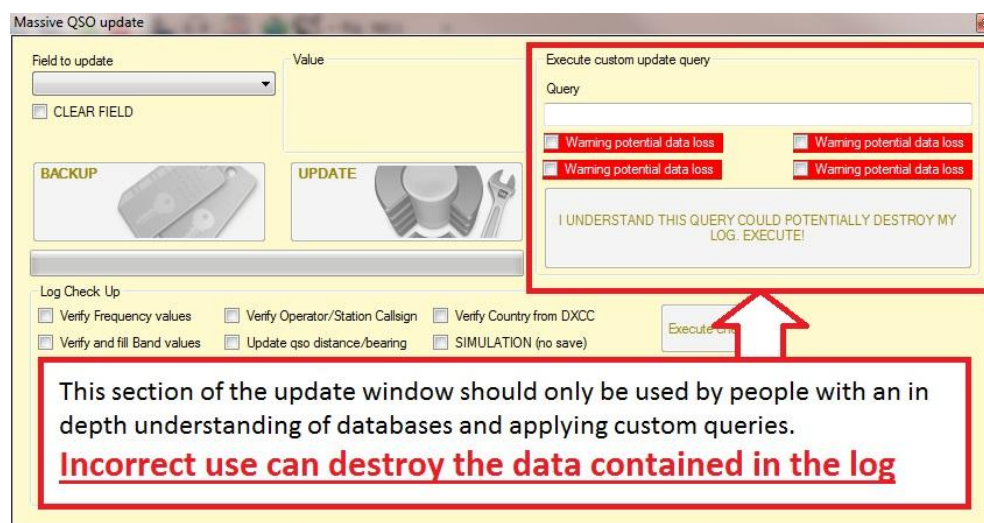 Massive QSO update
Field to update
Value
CLEAR FIELD
BACKUP
UPDATE
Execute custom update query
Query
Warning potential data loss
Warning potential data loss
Warning potential data loss
Warning potential data loss
I UNDERSTAND THIS QUERY COULD POTENTIALLY DESTROY MY
LOG. EXECUTE!
Log Check Up
Verify Frequency values
Verify Operator/Station Callsign
Verify Country from DXCC
Verify and fill Band values
Update qso distance/bearing
SIMULATION (no save)
Execute
This section of the update window should only be used by people with an in
depth understanding of databases and applying custom queries.
Incorrect use can destroy the data contained in the log